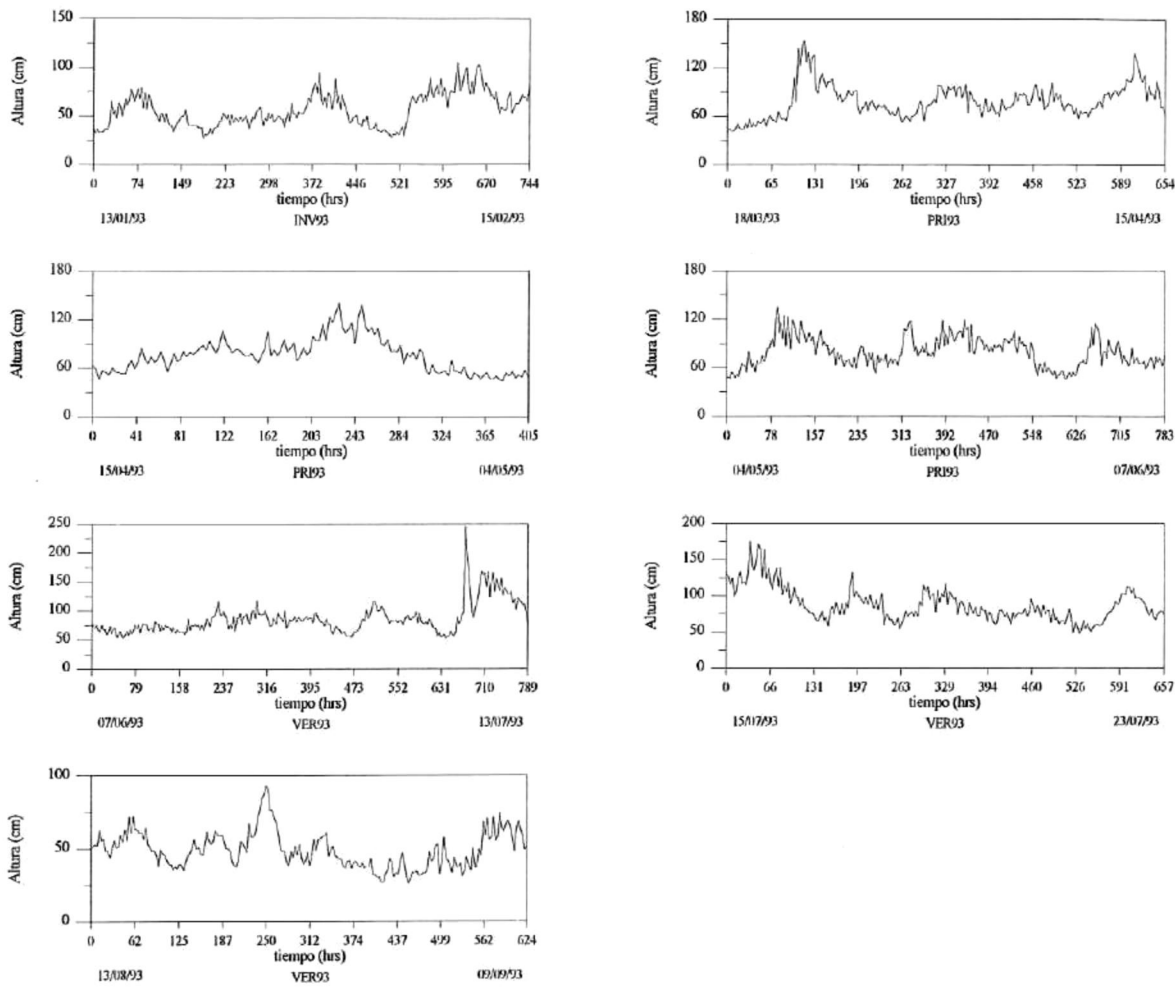 150
100
50
0
Altura (cm)
0 74 149 223 298 372 446 521 595 670 744
tiempo (hrs)
13/01/93 INV93 15/02/93
180
120
60
0
Altura (cm)
0 65 131 196 262 327 392 458 523 589 654
tiempo (hrs)
18/03/93 PRI93 15/04/93
180
120
60
0
Altura (cm)
0 41 81 122 162 203 243 284 324 365 405
tiempo (hrs)
15/04/93 PRI93 04/05/93
180
120
60
0
Altura (cm)
0 78 157 235 313 392 470 548 626 705 783
tiempo (hrs)
04/05/93 PRI93 07/06/93
250
200
150
100
50
0
Altura (cm)
0 79 158 237 316 395 473 552 631 710 789
tiempo (hrs)
07/06/93 VER93 13/07/93
200
150
100
50
0
Altura (cm)
0 66 131 197 263 329 394 460 526 591 657
tiempo (hrs)
15/07/93 VER93 23/07/93
100
50
0
Altura (cm)
0 62 125 187 250 312 374 437 499 562 624
tiempo (hrs)
13/08/93 VER93 09/09/93